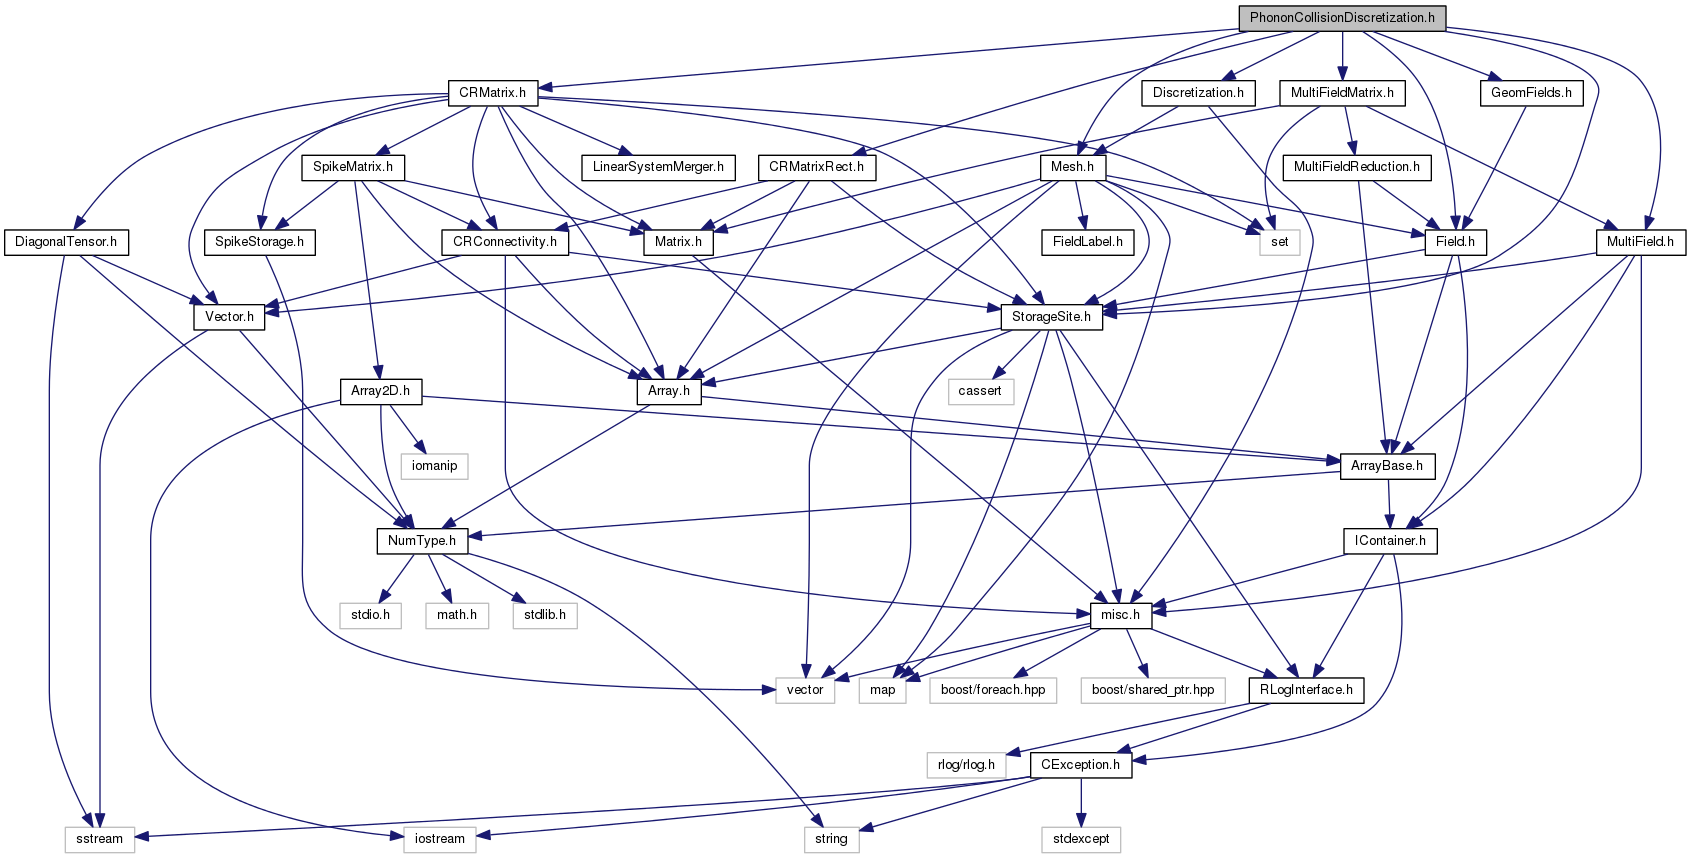 PhononCollisionDiscretization.h
CRMatrix.h
Discretization.h
MultiFieldMatrix.h
GeomFields.h
SpikeMatrix.h
LinearSystemMerger.h
CRMatrixRect.h
Mesh.h
MultiFieldReduction.h
DiagonalTensor.h
SpikeStorage.h
CRConnectivity.h
Matrix.h
FieldLabel.h
set
Field.h
MultiField.h
Vector.h
StorageSite.h
Array2D.h
Array.h
cassert
iomanip
ArrayBase.h
NumType.h
IContainer.h
stdio.h
math.h
stdlib.h
misc.h
vector
map
boost/foreach.hpp
boost/shared_ptr.hpp
RLogInterface.h
rlog/rlog.h
CException.h
sstream
iostream
string
stdexcept